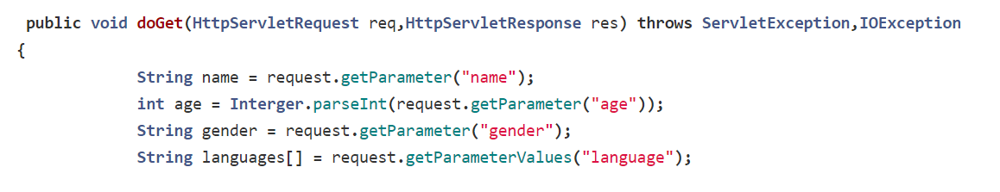 public void doGet(HttpServletRequest req,HttpServletResponse res) throws ServletException,IOException
{
String name = request.getParameter("name");
int age = Interger.parseInt(request.getParameter("age"));
String gender = request.getParameter("gender");
String languages[] = request.getParameterValues("language");